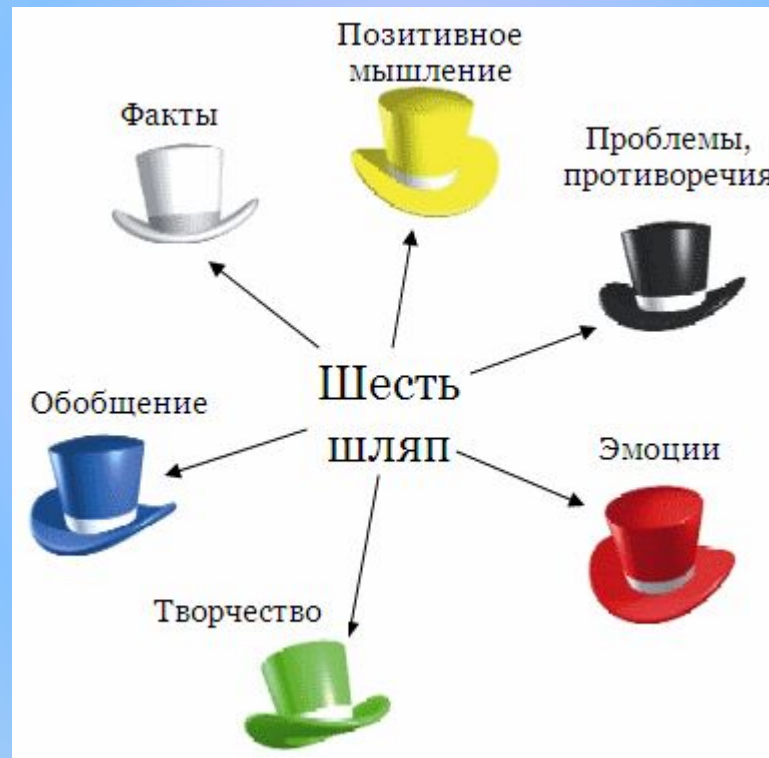 Позитивное
мышление
Факты
Проблемы,
противоречия
Шесть
шляп
Обобщение
Эмоции
Творчество